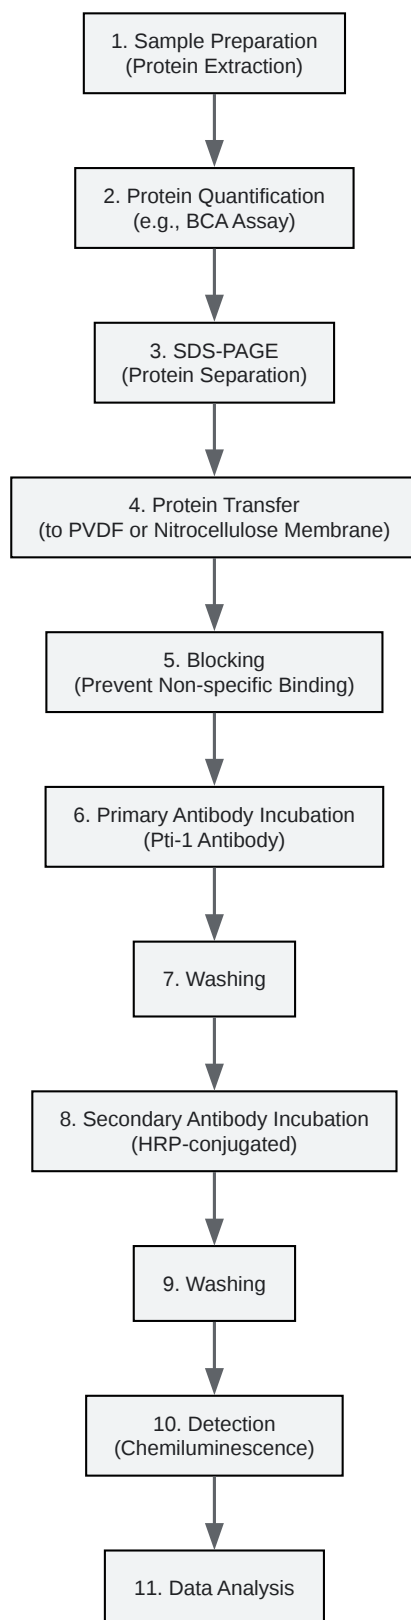 1. Sample Preparation
(Protein Extraction)
2. Protein Quantification
(e.g., BCA Assay)
3. SDS-PAGE
(Protein Separation)
4. Protein Transfer
(to PVDF or Nitrocellulose Membrane)
5. Blocking
(Prevent Non-specific Binding)
6. Primary Antibody Incubation
(Pti-1 Antibody)
7. Washing
8. Secondary Antibody Incubation
(HRP-conjugated)
9. Washing
10. Detection
(Chemiluminescence)
11. Data Analysis